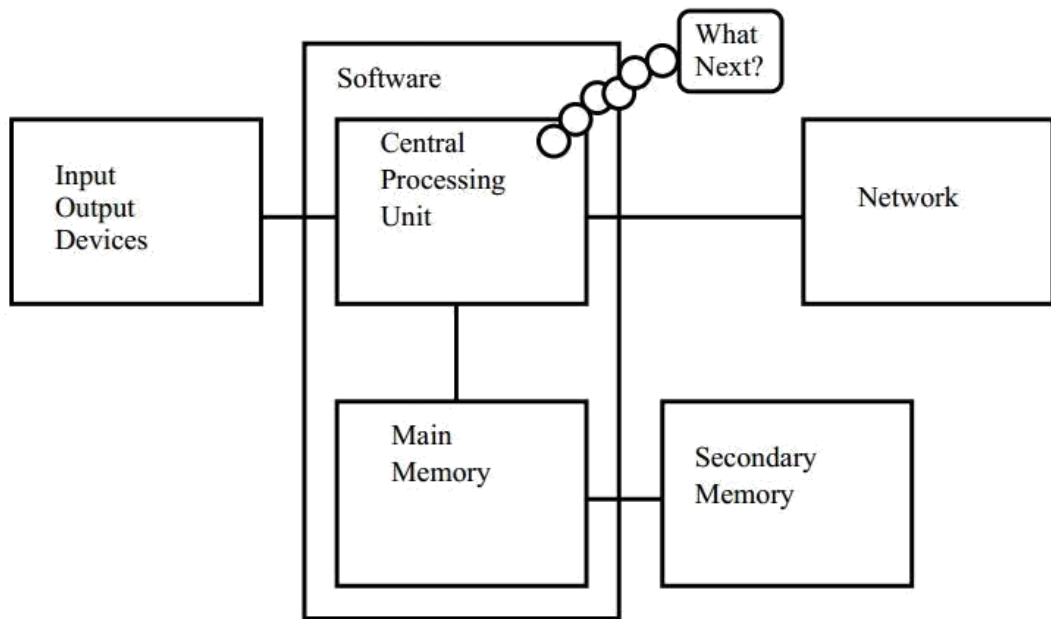 What
Next?
Software
Input
Output
Devices
Central
Processing
Unit
Network
Main
Memory
Secondary
Memory